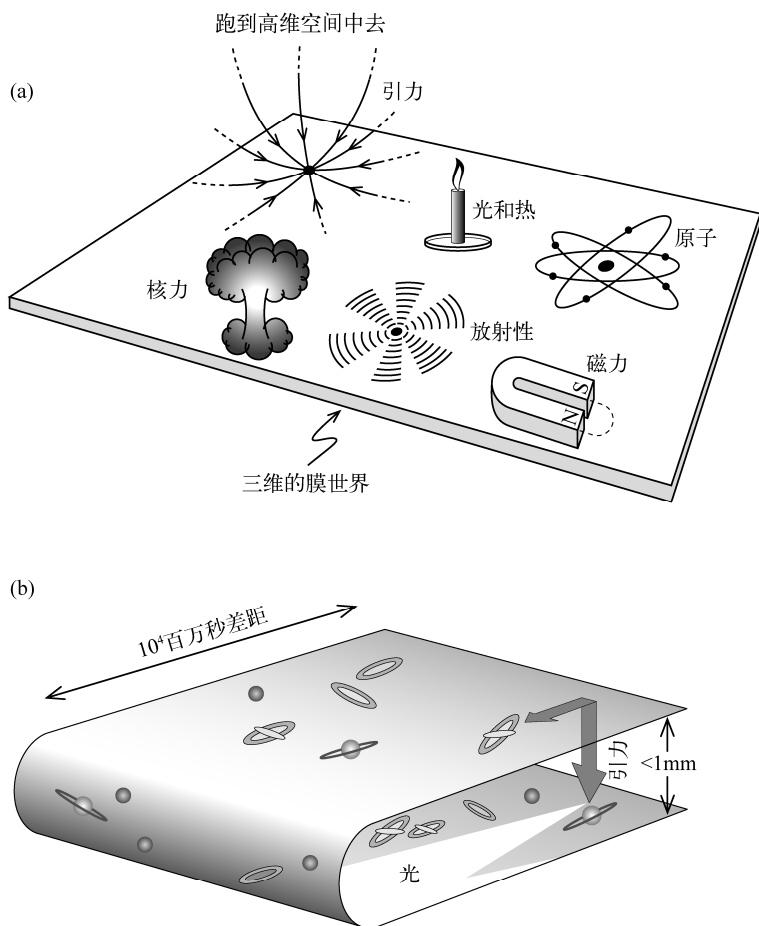 跑到高维空间中去
(a)
引力
光和热
原子
核力
放射性
磁力
S
N
三维的膜世界
(b)
10⁴百万秒差距
引力
<1mm
光